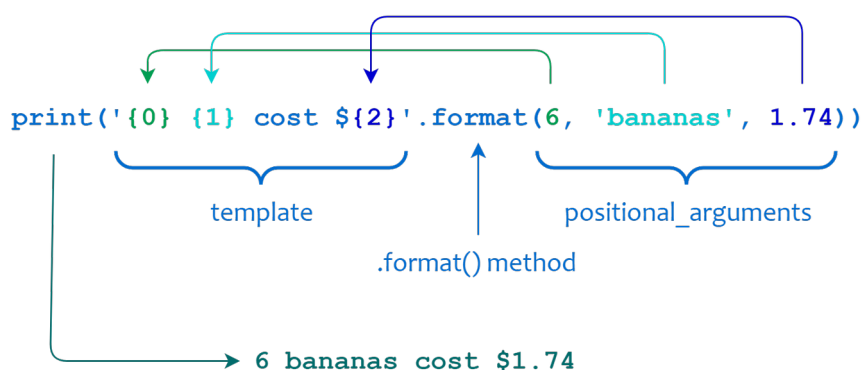 print('{0} {1} cost ${2}'.format(6, 'bananas', 1.74))
template
positional_arguments
.format() method
6 bananas cost $1.74